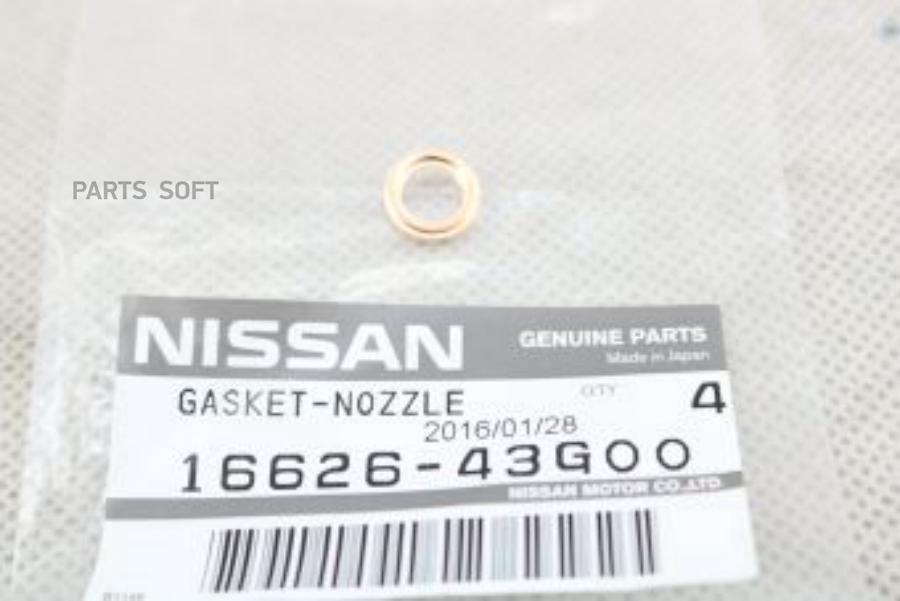 PARTS SOFT
NISSAN
GENUINE PARTS
Made in Japan
GASKET-NOZZLE
QTY 4
2016/01/28
16626-43G00
NISSAN MOTOR CO.,LTD.